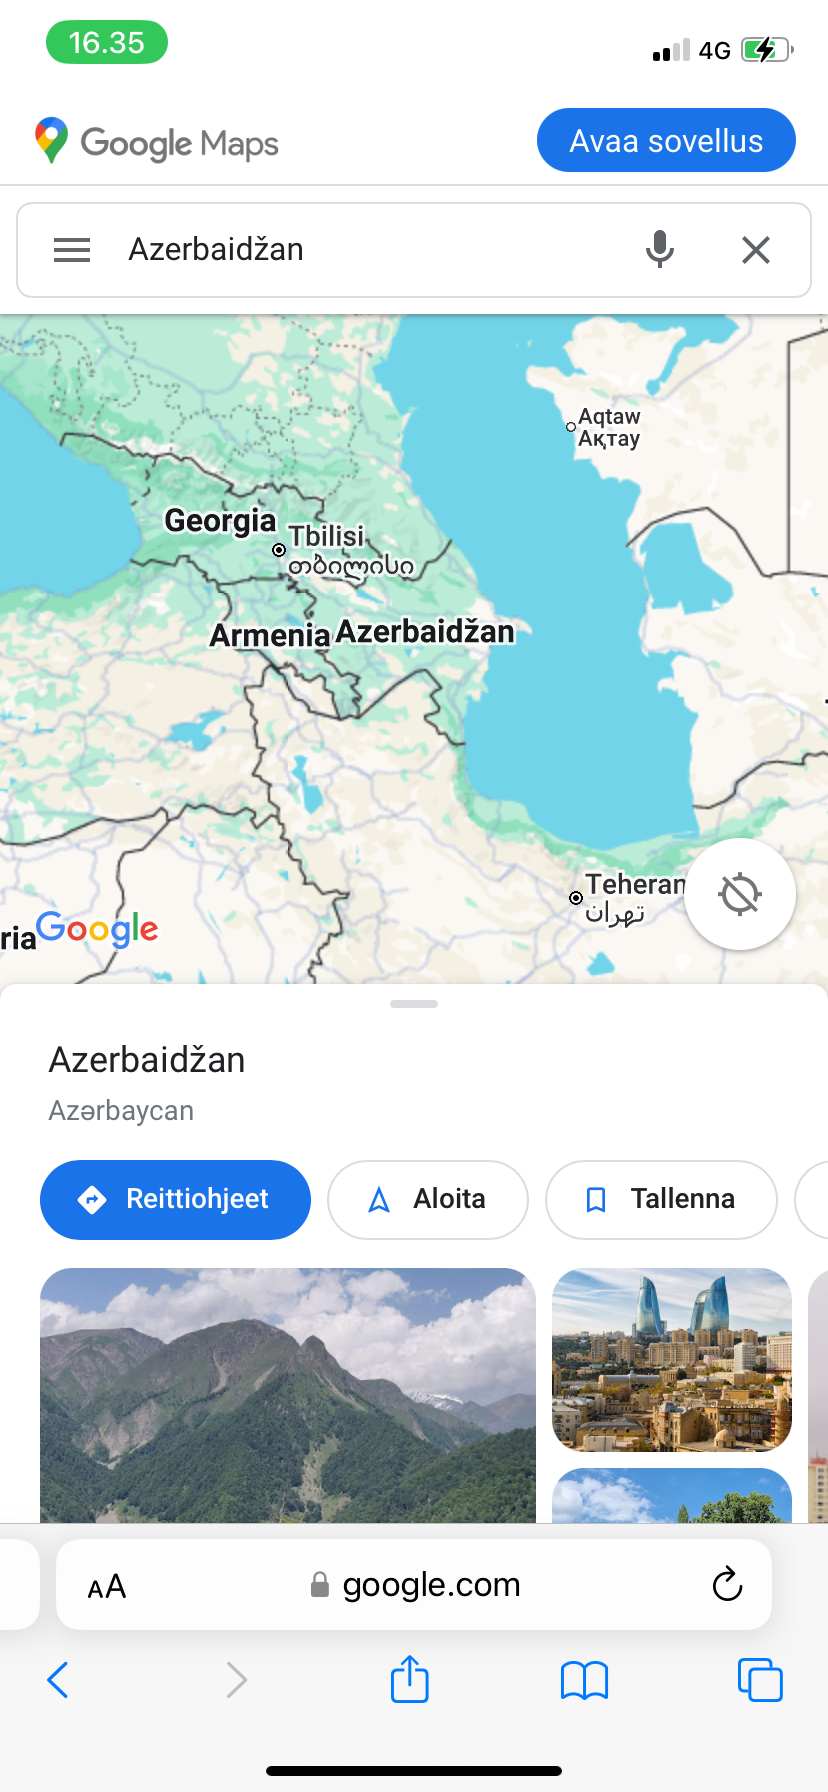 16.35
4G
Google Maps
Avaa sovellus
Azerbaidžan
Aqtaw
Ақтау
Georgia
Tbilisi
თბილისი
Armenia
Azerbaidžan
Teheran
تهران
ria
Google
Azerbaidžan
Azərbaycan
Reittiohjeet
Aloita
Tallenna
AA
google.com